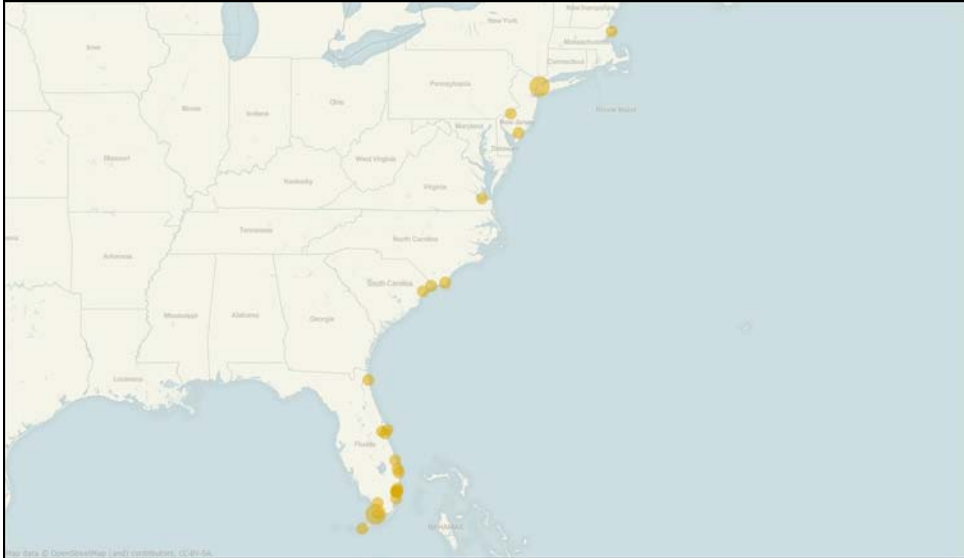 New Hampshire
New York
Massachusetts
Iowa
Connecticut
Pennsylvania
Ohio
Illinois
Indiana
Maryland
New Jersey
Delaware
West Virginia
Missouri
Virginia
Kentucky
Tennessee
North Carolina
Arkansas
South Carolina
Mississippi
Alabama
Georgia
Louisiana
Florida
BAHAMAS
Map data © OpenStreetMap (and) contributors, CC-BY-SA